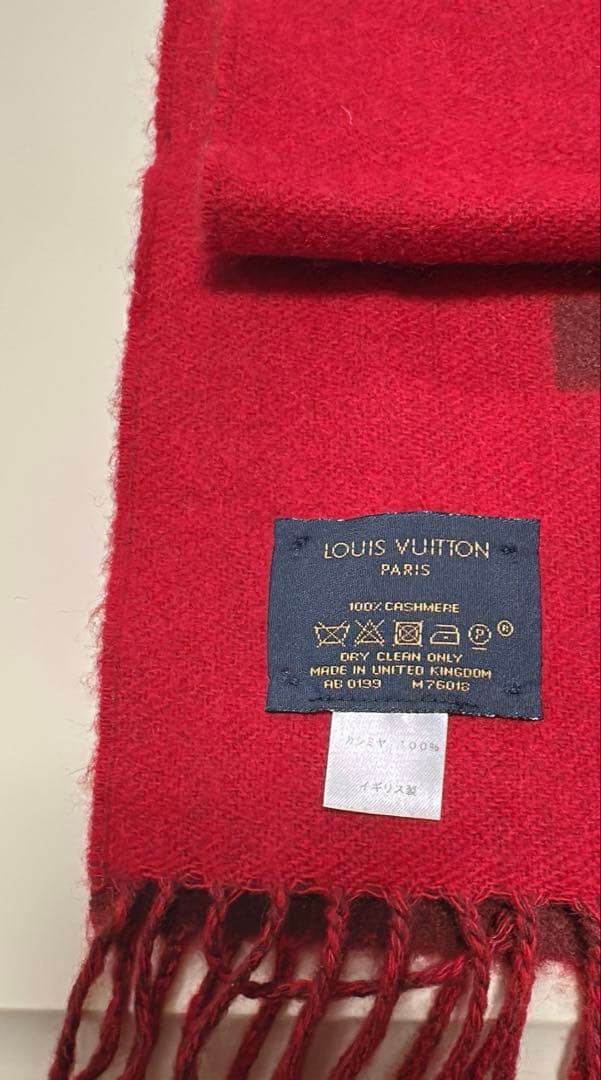 LOUIS VUITTON
PARIS
100% CASHMERE
P ®
DRY CLEAN ONLY
MADE IN UNITED KINGDOM
AB 0199 M76018
カシミヤ 100%
イギリス製